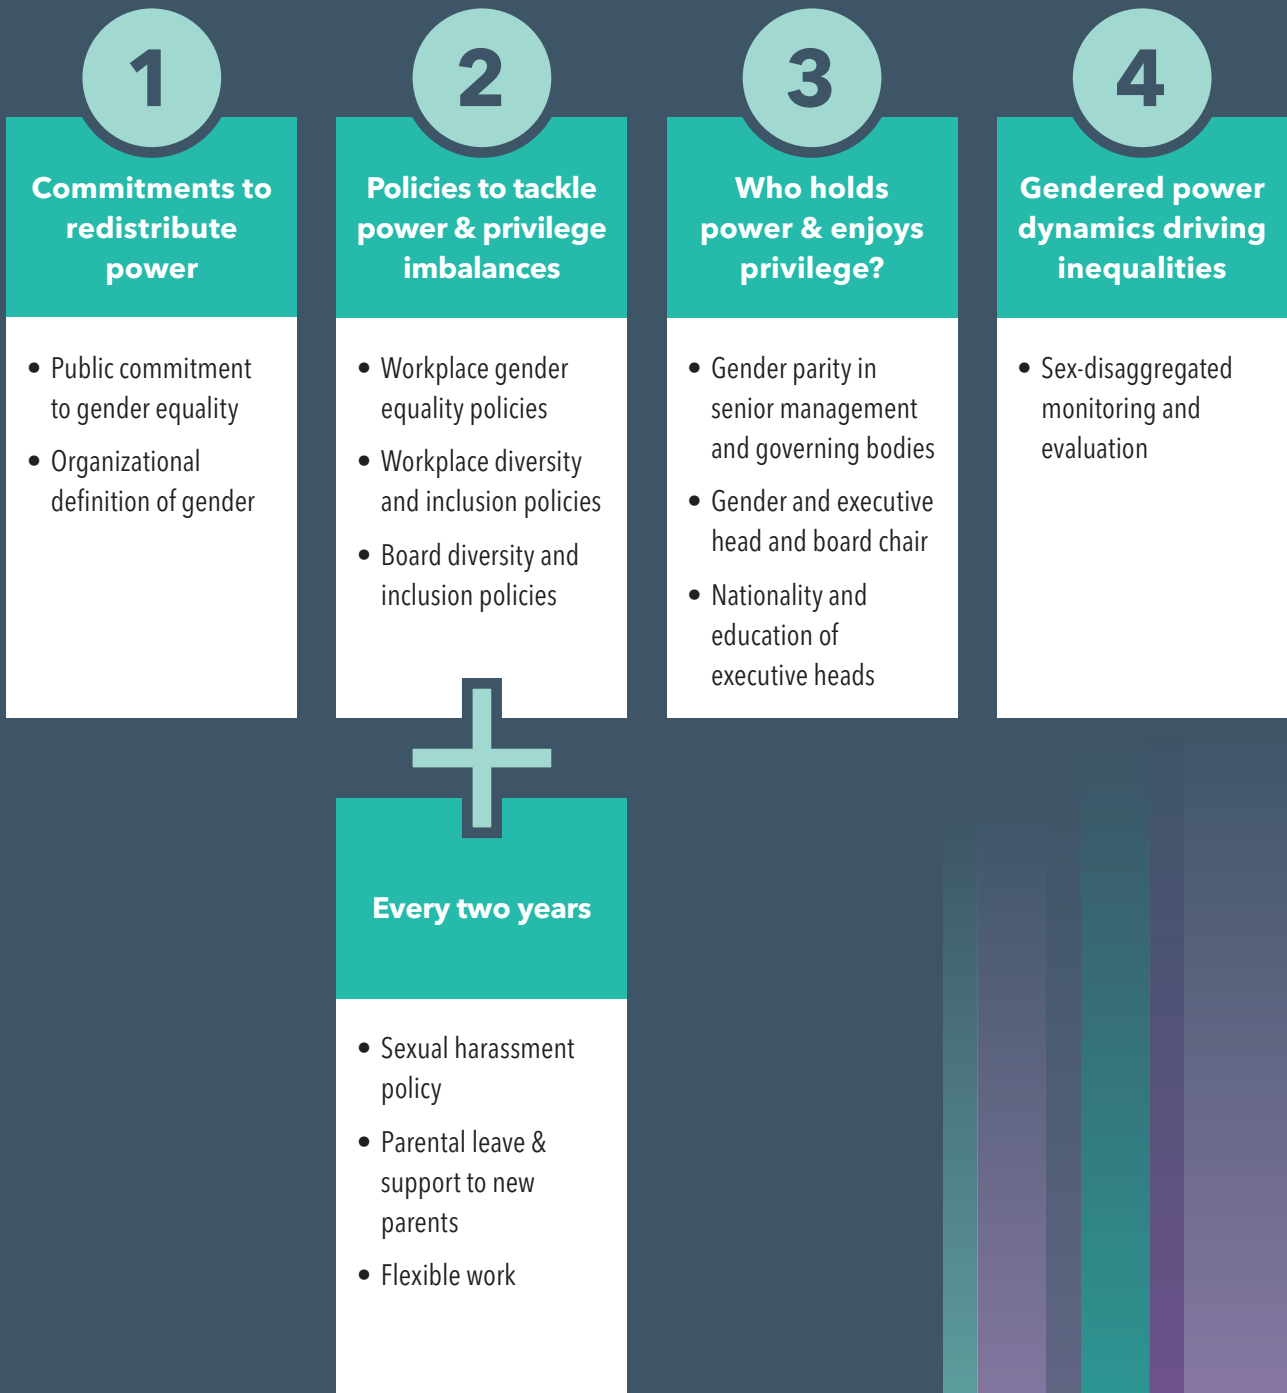 1
Commitments to
redistribute
power
• Public commitment
to gender equality
• Organizational
definition of gender
2
Policies to tackle
power & privilege
imbalances
• Workplace gender
equality policies
• Workplace diversity
and inclusion policies
• Board diversity and
inclusion policies
+
Every two years
• Sexual harassment
policy
• Parental leave &
support to new
parents
• Flexible work
3
Who holds
power & enjoys
privilege?
• Gender parity in
senior management
and governing bodies
• Gender and executive
head and board chair
• Nationality and
education of
executive heads
4
Gendered power
dynamics driving
inequalities
• Sex-disaggregated
monitoring and
evaluation